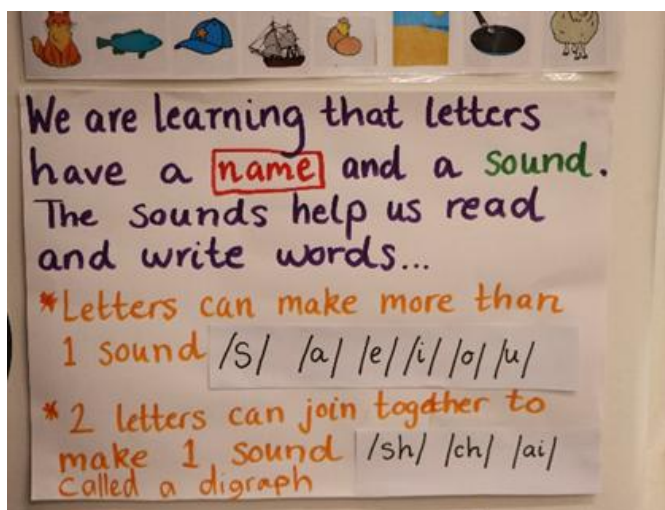 We are learning that letters
have a name and a sound.
The sounds help us read
and write words...
*Letters can make more than
1 sound /s/ /a/ /e/ /i/ /o/ /u/
* 2 letters can join together to
make 1 sound /sh/ /ch/ /ai/
called a digraph